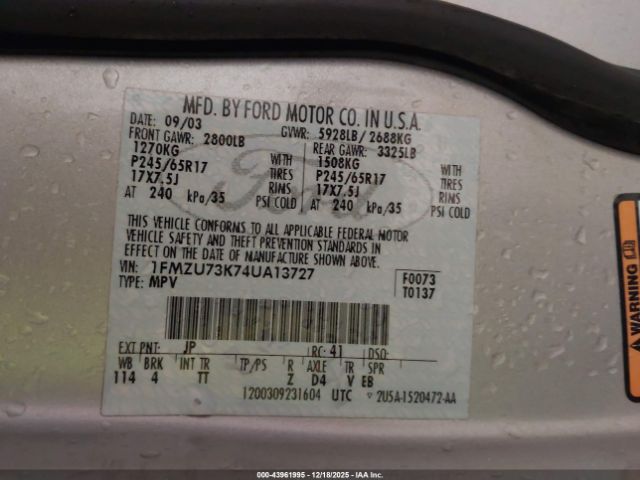 MFD. BY FORD MOTOR CO. IN U.S.A.
DATE: 09/03 GVWR: 5928LB/2688KG
FRONT GAWR: 2800LB REAR GAWR: 3325LB
1270KG WITH 1508KG WITH
P245/65R17 TIRES P245/65R17 TIRES
17X7.5J RIMS 17X7.5J RIMS
AT 240 kPa/35 PSI COLD AT 240 kPa/35 PSI COLD
Ford
THIS VEHICLE CONFORMS TO ALL APPLICABLE FEDERAL MOTOR
VEHICLE SAFETY AND THEFT PREVENTION STANDARDS IN
EFFECT ON THE DATE OF MANUFACTURE SHOWN ABOVE.
VIN: 1FMZU73K74UA13727 F0073
TYPE: MPV T0137
EXT PNT: JP RC: 41 DSO:
WB BRK INT TR TP/PS R AXLE TR SPR
114 4 TT Z D4 V EB
1200309231604 UTC ▿ 2U5A-1520472-AA
WARNING
000-43961995 - 12/18/2025 - IAAI Corp.